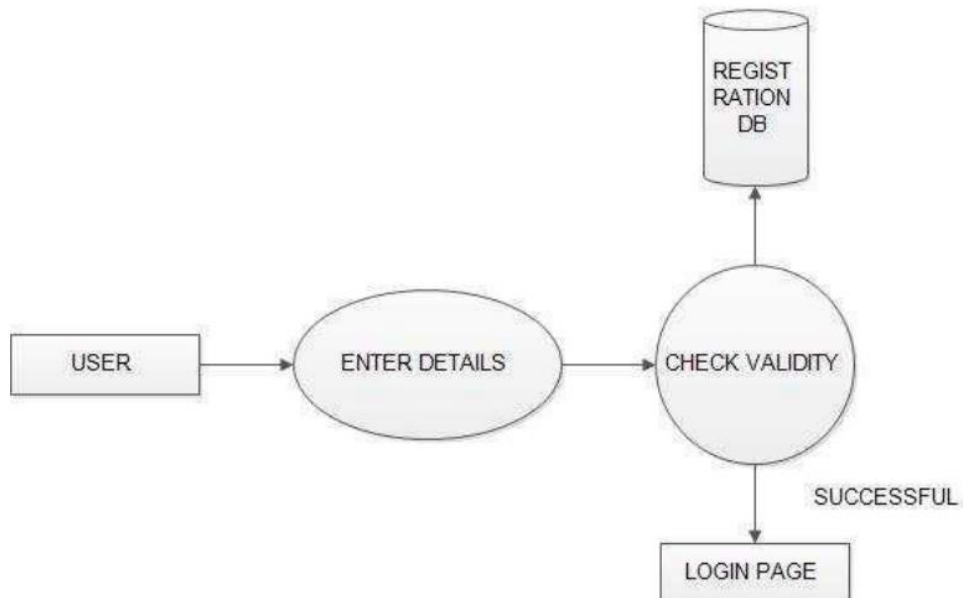 REGIST
RATION
DB
USER
ENTER DETAILS
CHECK VALIDITY
SUCCESSFUL
LOGIN PAGE